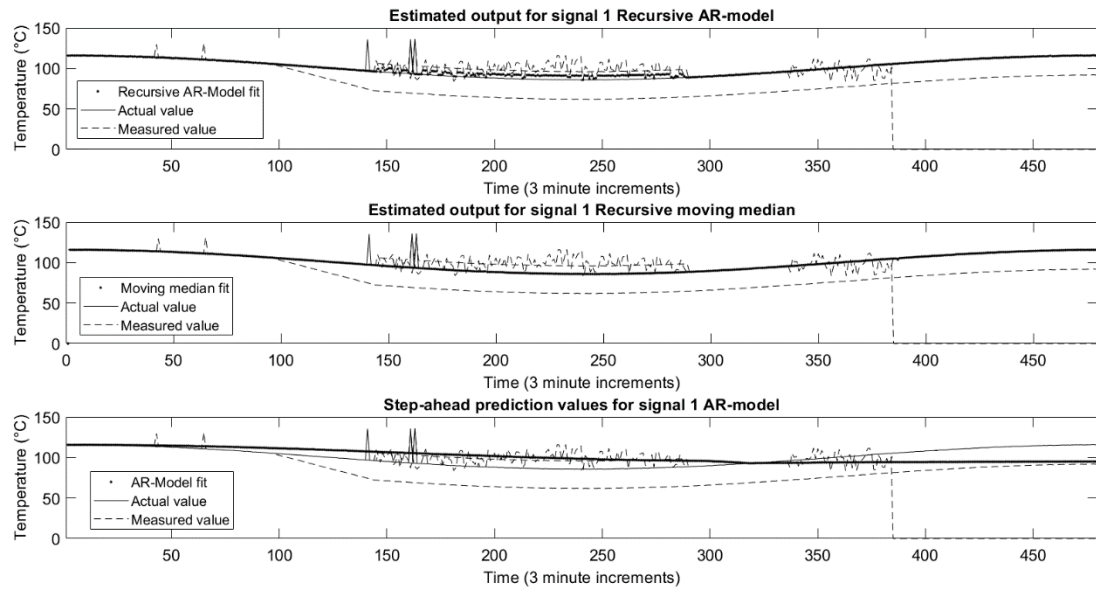 Estimated output for signal 1 Recursive AR-model
Temperature (°C)
150
100
50
0
Recursive AR-Model fit
Actual value
Measured value
50 100 150 200 250 300 350 400 450
Time (3 minute increments)
Estimated output for signal 1 Recursive moving median
Temperature (°C)
150
100
50
0
Moving median fit
Actual value
Measured value
0 50 100 150 200 250 300 350 400 450
Time (3 minute increments)
Step-ahead prediction values for signal 1 AR-model
Temperature (°C)
150
100
50
0
AR-Model fit
Actual value
Measured value
50 100 150 200 250 300 350 400 450
Time (3 minute increments)